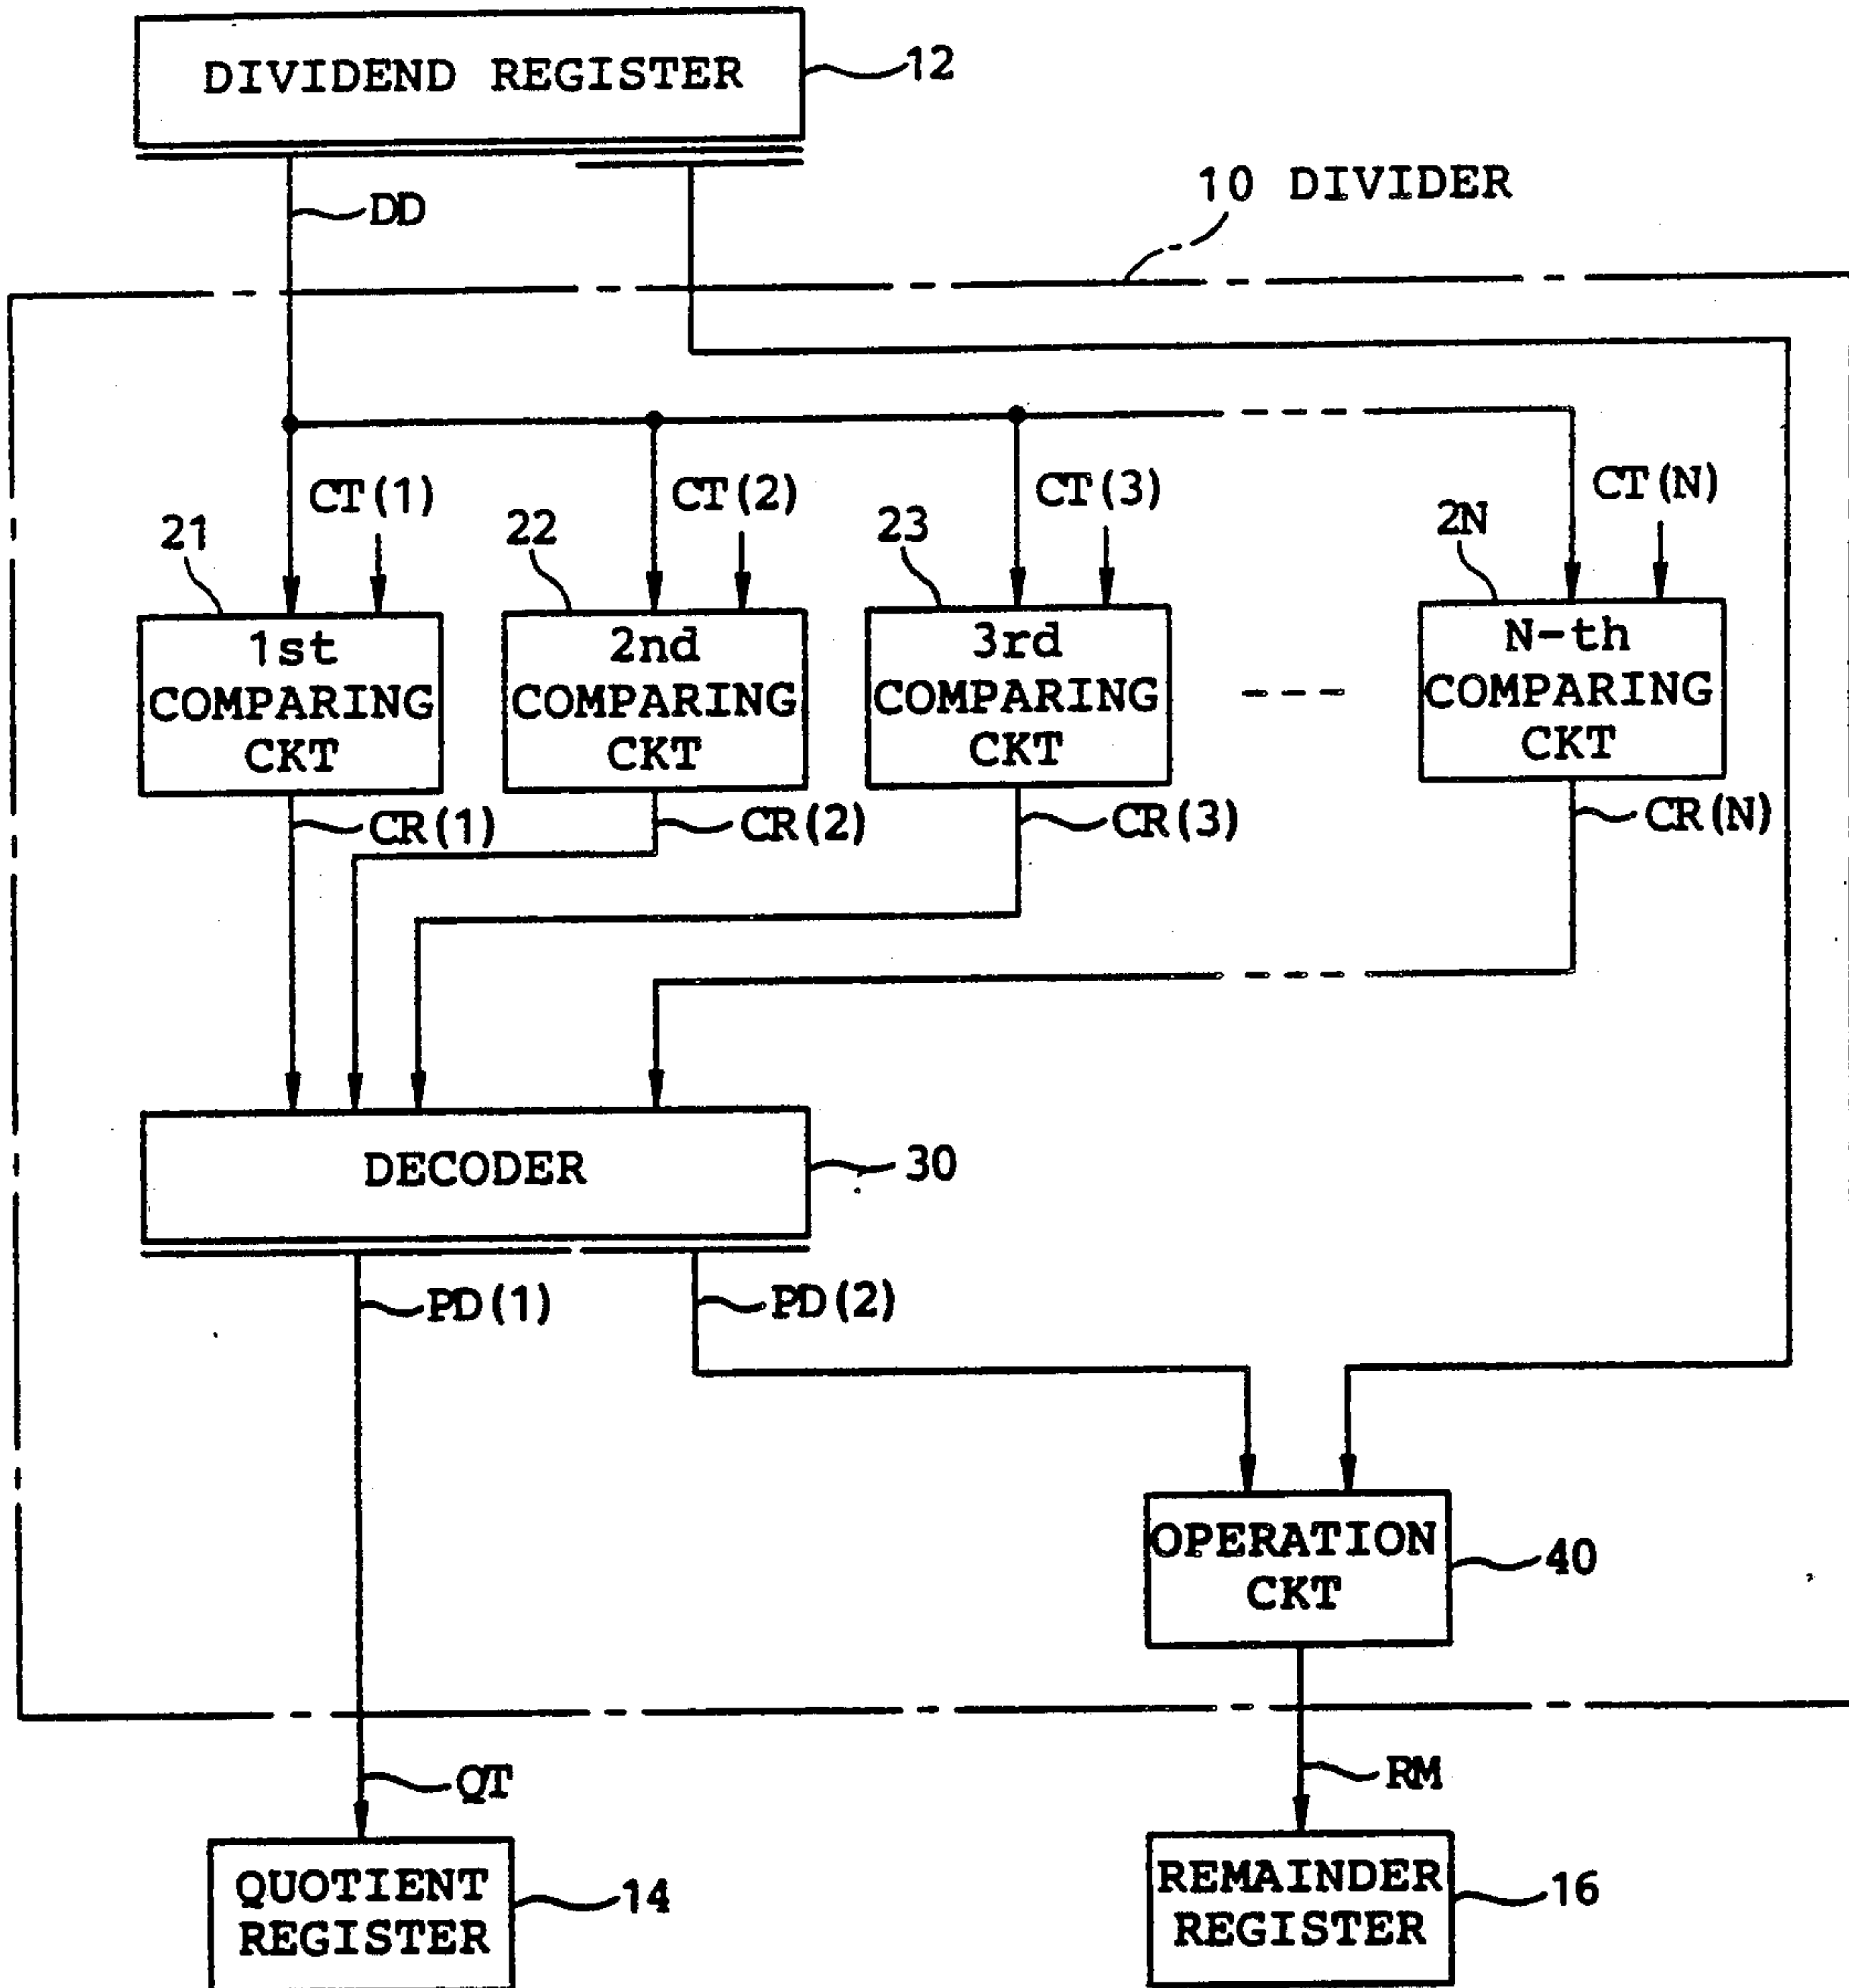 DIVIDEND REGISTER
12
10 DIVIDER
DD
CT(1)
CT(2)
CT(3)
CT(N)
21
22
23
2N
1st
COMPARING
CKT
2nd
COMPARING
CKT
3rd
COMPARING
CKT
N-th
COMPARING
CKT
CR(1)
CR(2)
CR(3)
CR(N)
DECODER
30
PD(1)
PD(2)
OPERATION
CKT
40
QT
RM
QUOTIENT
REGISTER
14
REMAINDER
REGISTER
16